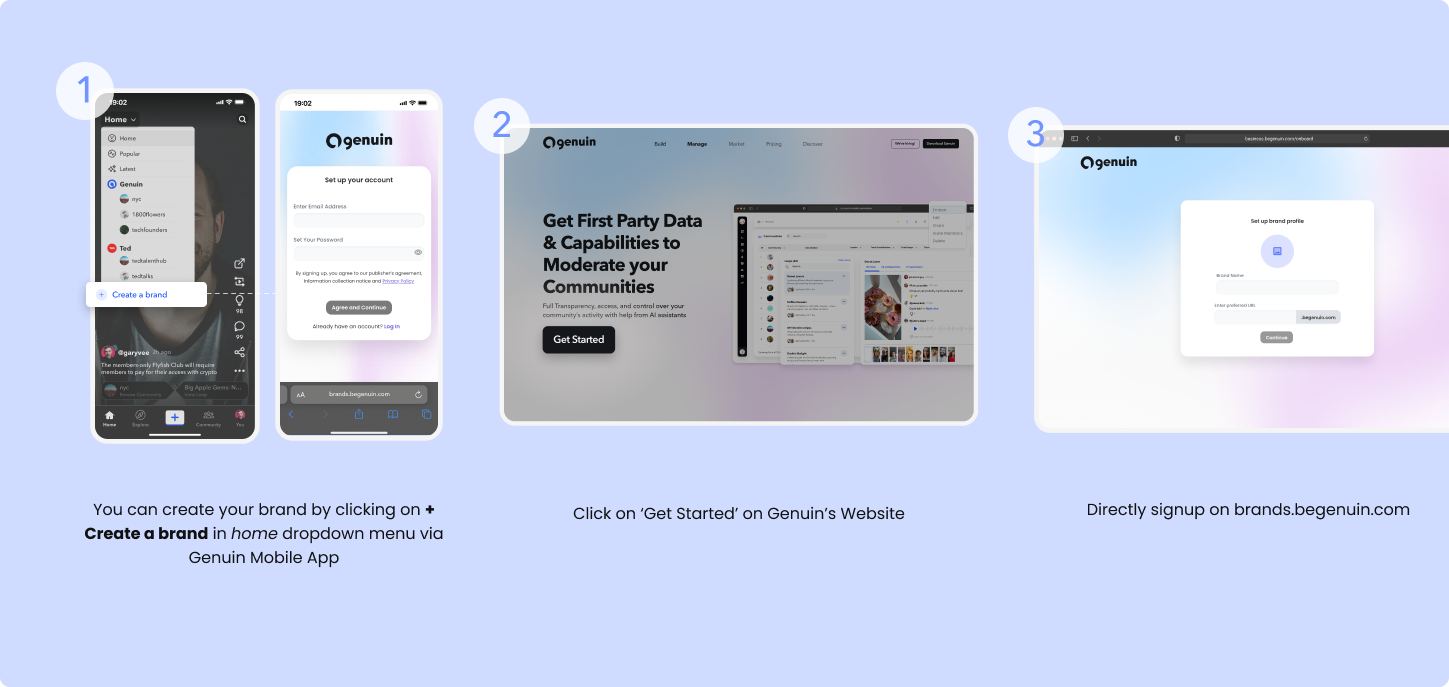 1
19:02
Home
Home
Popular
Latest
Genuin
nyc
1800flowers
techfounders
Ted
tedtalenthub
tedtalks
+ Create a brand
98
99
@garyvee 4h ago
The members-only Flyfish Club will require
members to pay for their access with crypto
nyc
Big Apple Gems: N...
Home
Explore
Community
You
19:02
genuin
Set up your account
Enter Email Address
Set Your Password
By signing up, you agree to our publisher's agreement,
Information collection notice and Privacy Policy
Agree and Continue
Already have an account? Log In
AA
brands.begenuin.com
You can create your brand by clicking on +
Create a brand in home dropdown menu via
Genuin Mobile App
2
genuin
Build
Manage
Market
Pricing
Discover
We're hiring!
Download Genuin
Get First Party Data
& Capabilities to
Moderate your
Communities
Full Transparency, access, and control over your
community's activity with help from AI assistants
Get Started
Click on ‘Get Started’ on Genuin’s Website
3
business.begenuin.com/onboard
genuin
Set up brand profile
Brand Name
Enter preferred URL
.begenuin.com
Continue
Directly signup on brands.begenuin.com